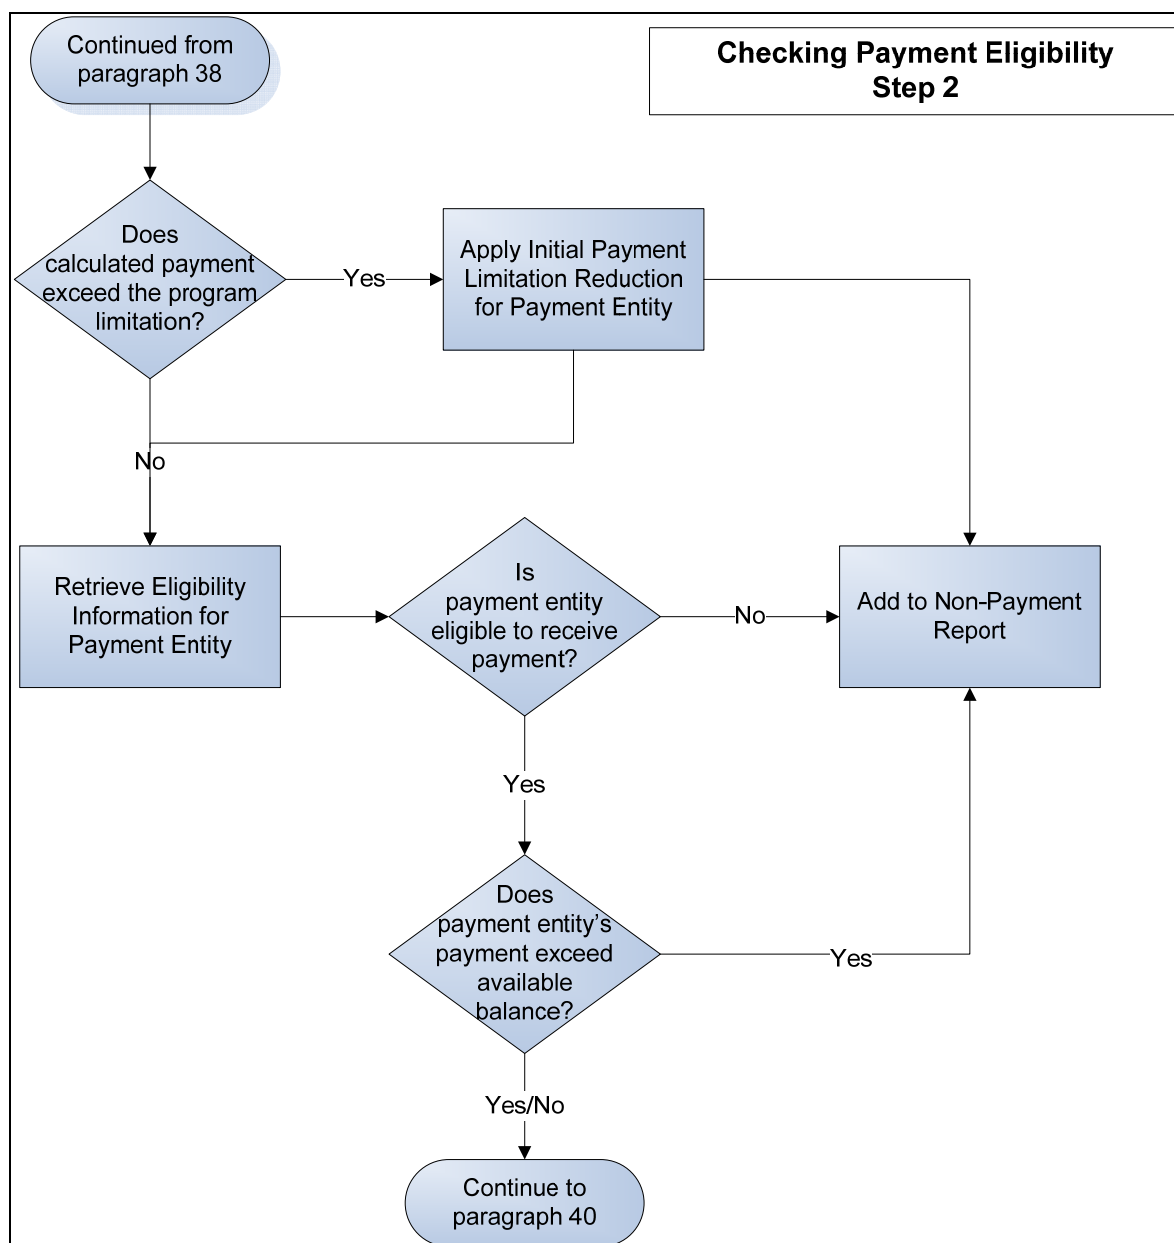 Continued from
paragraph 38
Checking Payment Eligibility
Step 2
Does
calculated payment
exceed the program
limitation?
Yes
Apply Initial Payment
Limitation Reduction
for Payment Entity
No
Retrieve Eligibility
Information for
Payment Entity
Is
payment entity
eligible to receive
payment?
No
Add to Non-Payment
Report
Yes
Does
payment entity’s
payment exceed
available
balance?
Yes
Yes/No
Continue to
paragraph 40